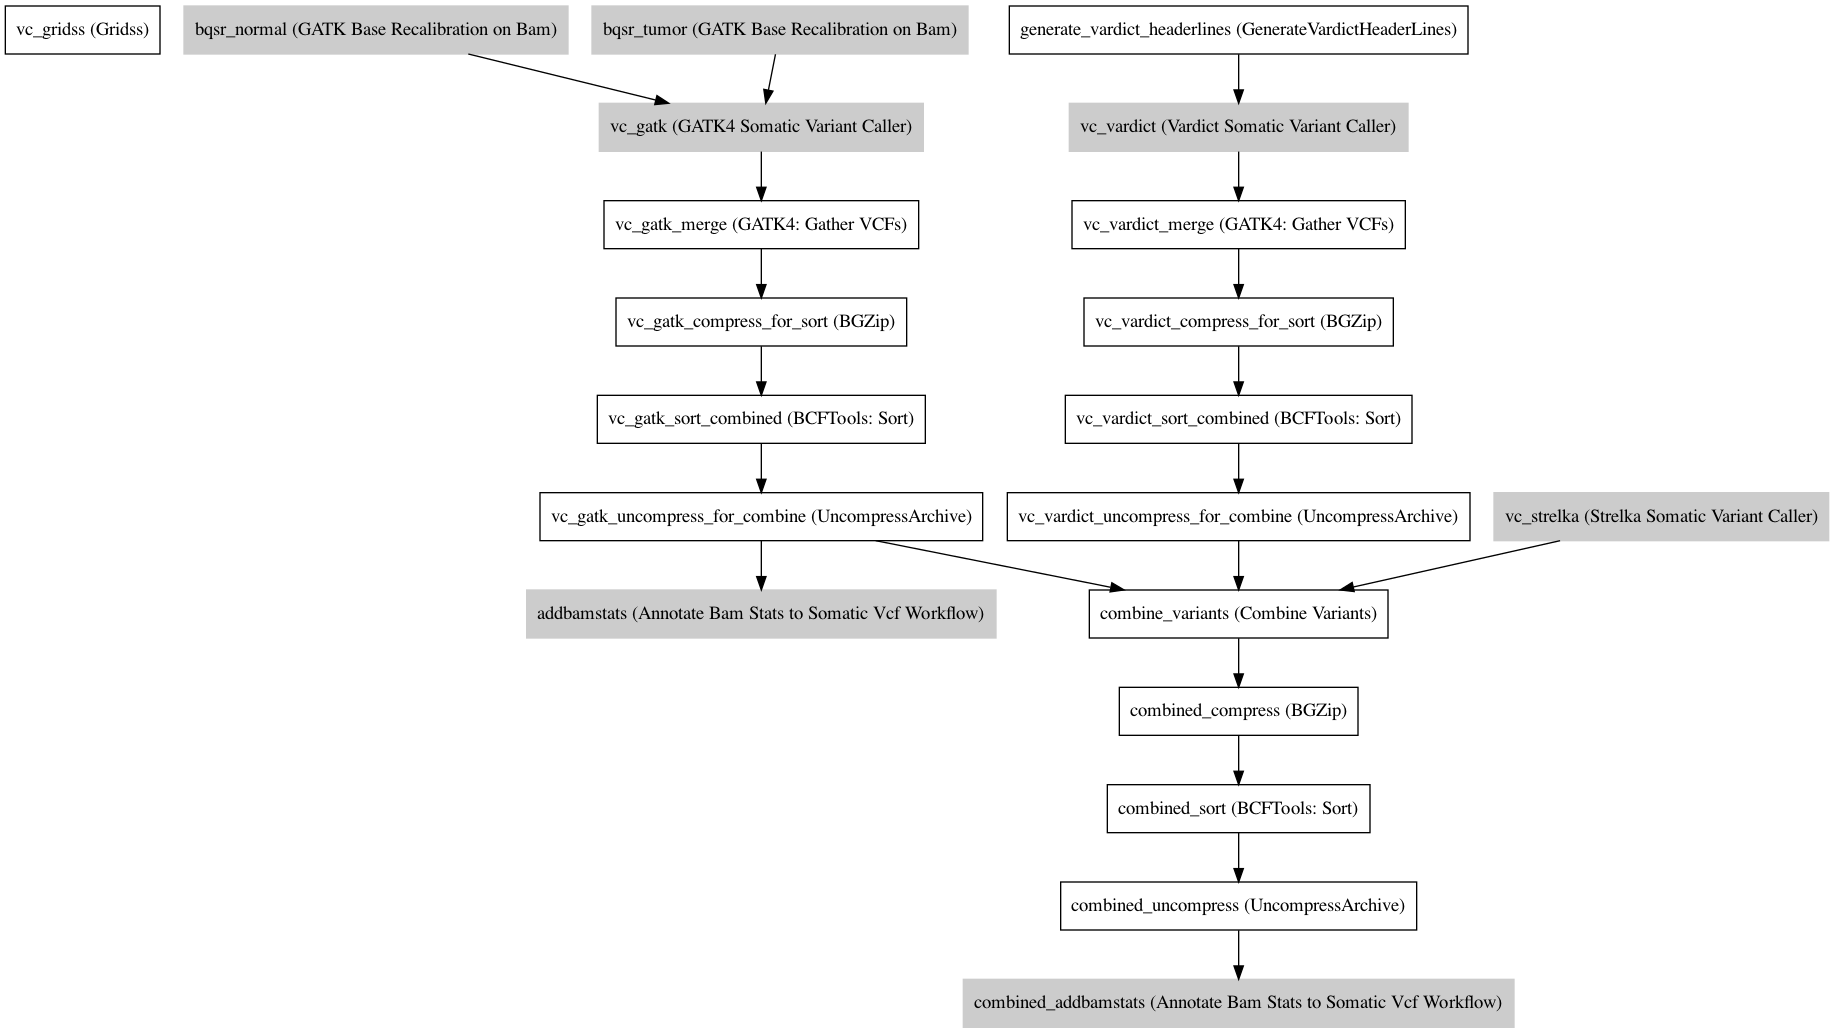 vc_gridss (Gridss)
bqsr_normal (GATK Base Recalibration on Bam)
bqsr_tumor (GATK Base Recalibration on Bam)
generate_vardict_headerlines (GenerateVardictHeaderLines)
vc_gatk (GATK4 Somatic Variant Caller)
vc_vardict (Vardict Somatic Variant Caller)
vc_gatk_merge (GATK4: Gather VCFs)
vc_vardict_merge (GATK4: Gather VCFs)
vc_gatk_compress_for_sort (BGZip)
vc_vardict_compress_for_sort (BGZip)
vc_gatk_sort_combined (BCFTools: Sort)
vc_vardict_sort_combined (BCFTools: Sort)
vc_gatk_uncompress_for_combine (UncompressArchive)
vc_vardict_uncompress_for_combine (UncompressArchive)
vc_strelka (Strelka Somatic Variant Caller)
addbamstats (Annotate Bam Stats to Somatic Vcf Workflow)
combine_variants (Combine Variants)
combined_compress (BGZip)
combined_sort (BCFTools: Sort)
combined_uncompress (UncompressArchive)
combined_addbamstats (Annotate Bam Stats to Somatic Vcf Workflow)